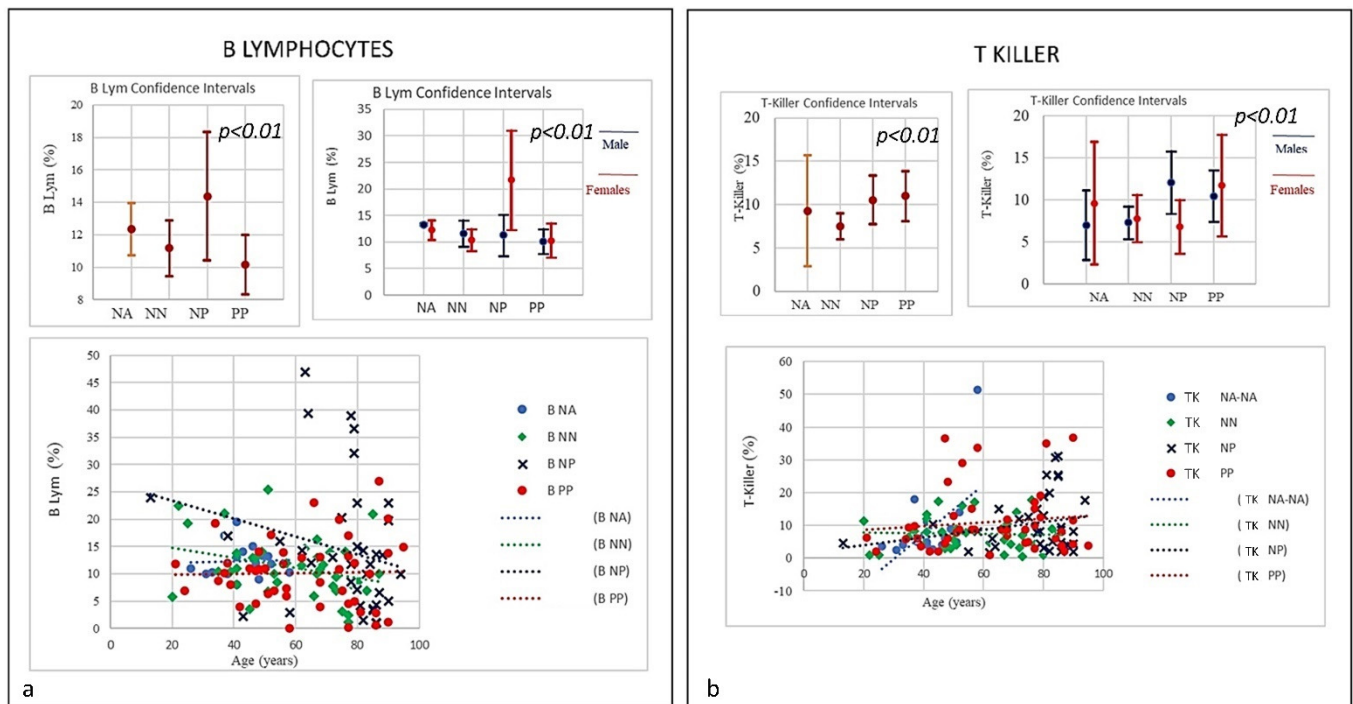 B LYMPHOCYTES
B Lym Confidence Intervals
p<0.01
B Lym (%)
20
18
16
14
12
10
8
NA NN NP PP
B Lym Confidence Intervals
p<0.01
Male
Females
B Lym (%)
35
30
25
20
15
10
5
0
NA NN NP PP
B Lym (%)
50
45
40
35
30
25
20
15
10
5
0
0 20 40 60 80 100
Age (years)
B NA
B NN
B NP
B PP
(B NA)
(B NN)
(B NP)
(B PP)
a
T KILLER
T-Killer Confidence Intervals
p<0.01
T-Killer (%)
20
15
10
5
0
NA NN NP PP
T-Killer Confidence Intervals
p<0.01
Males
Females
T-Killer (%)
20
15
10
5
0
NA NN NP PP
T-Killer (%)
60
50
40
30
20
10
0
-10
0 20 40 60 80 100
Age (years)
TK NA-NA
TK NN
TK NP
TK PP
( TK NA-NA)
( TK NN)
( TK NP)
( TK PP)
b